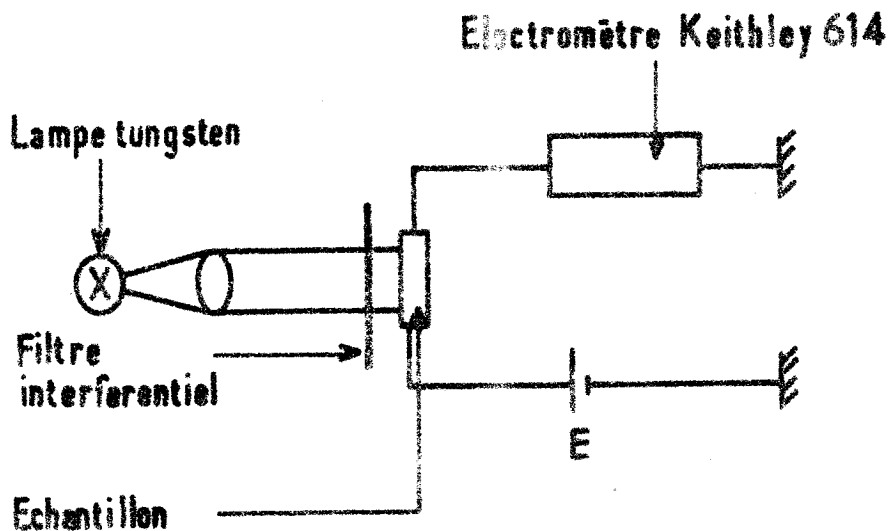 Electromètre Keithley 614
Lampe tungsten
Filtre
interferentiel
E
Echantillon